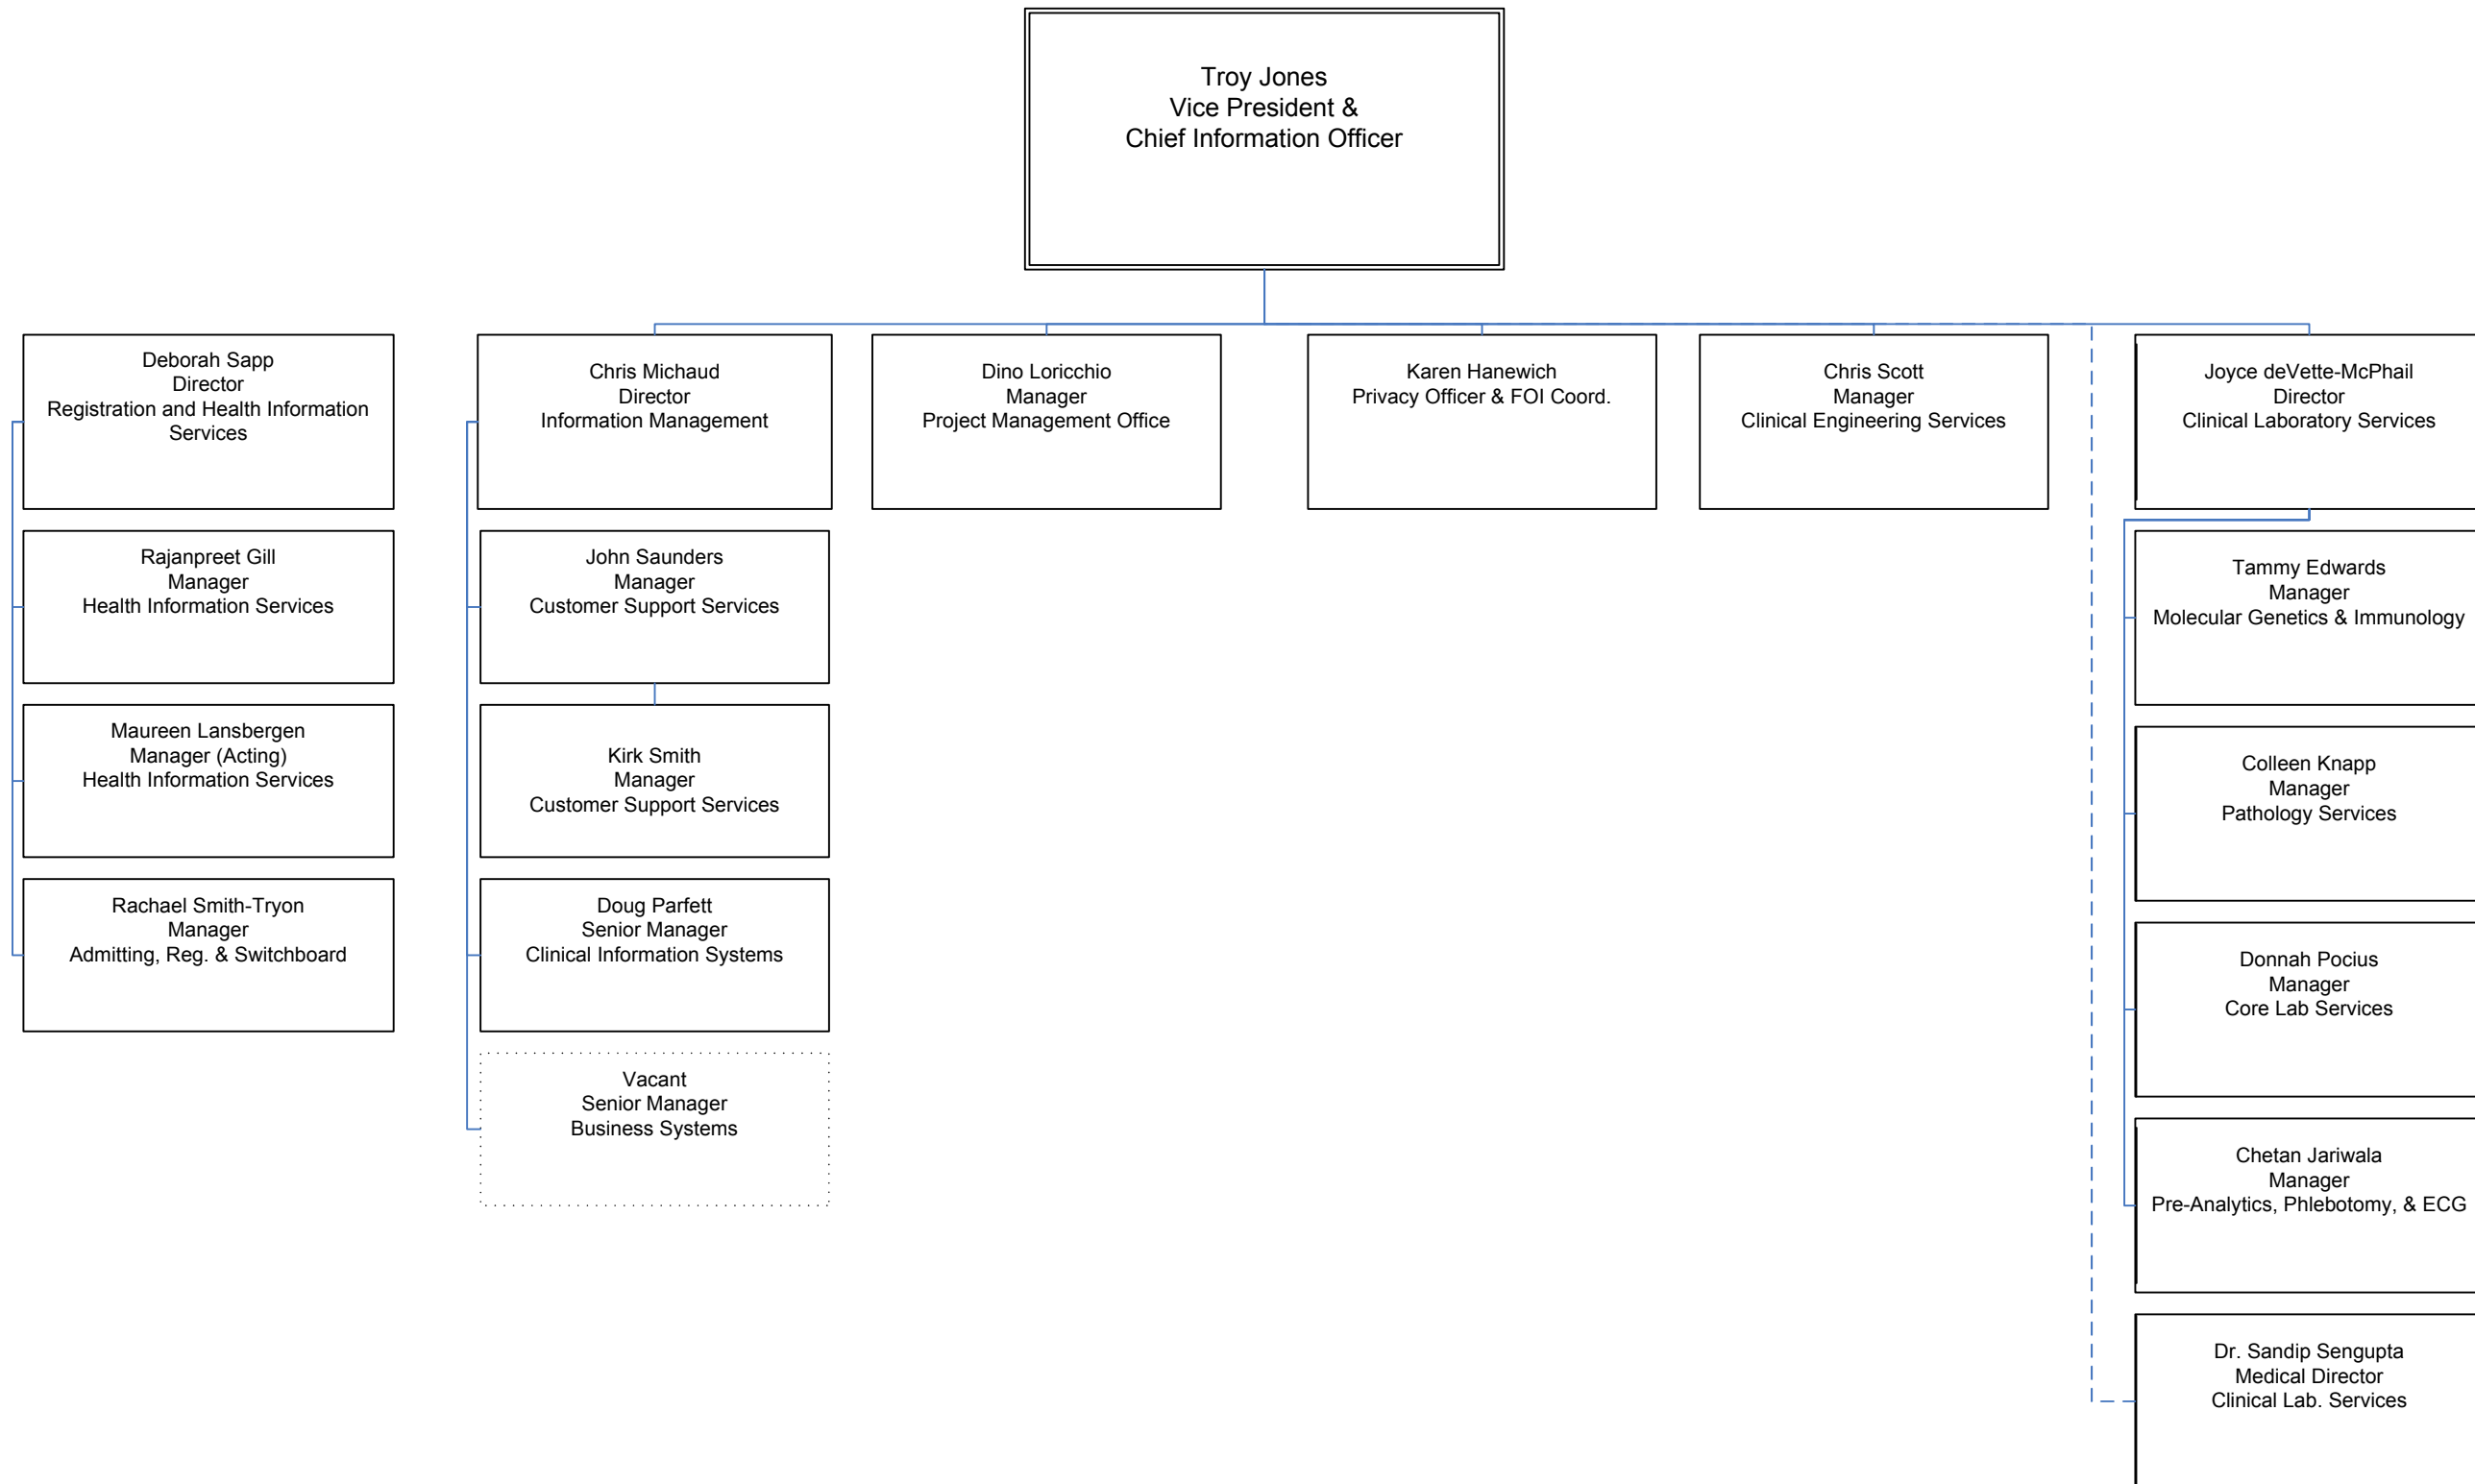 Troy Jones
Vice President &
Chief Information Officer
Deborah Sapp
Director
Registration and Health Information
Services
Rajanpreet Gill
Manager
Health Information Services
Maureen Lansbergen
Manager (Acting)
Health Information Services
Rachael Smith-Tryon
Manager
Admitting, Reg. & Switchboard
Chris Michaud
Director
Information Management
John Saunders
Manager
Customer Support Services
Kirk Smith
Manager
Customer Support Services
Doug Parfett
Senior Manager
Clinical Information Systems
Vacant
Senior Manager
Business Systems
Dino Loricchio
Manager
Project Management Office
Karen Hanewich
Privacy Officer & FOI Coord.
Chris Scott
Manager
Clinical Engineering Services
Joyce deVette-McPhail
Director
Clinical Laboratory Services
Tammy Edwards
Manager
Molecular Genetics & Immunology
Colleen Knapp
Manager
Pathology Services
Donnah Pocius
Manager
Core Lab Services
Chetan Jariwala
Manager
Pre-Analytics, Phlebotomy, & ECG
Dr. Sandip Sengupta
Medical Director
Clinical Lab. Services